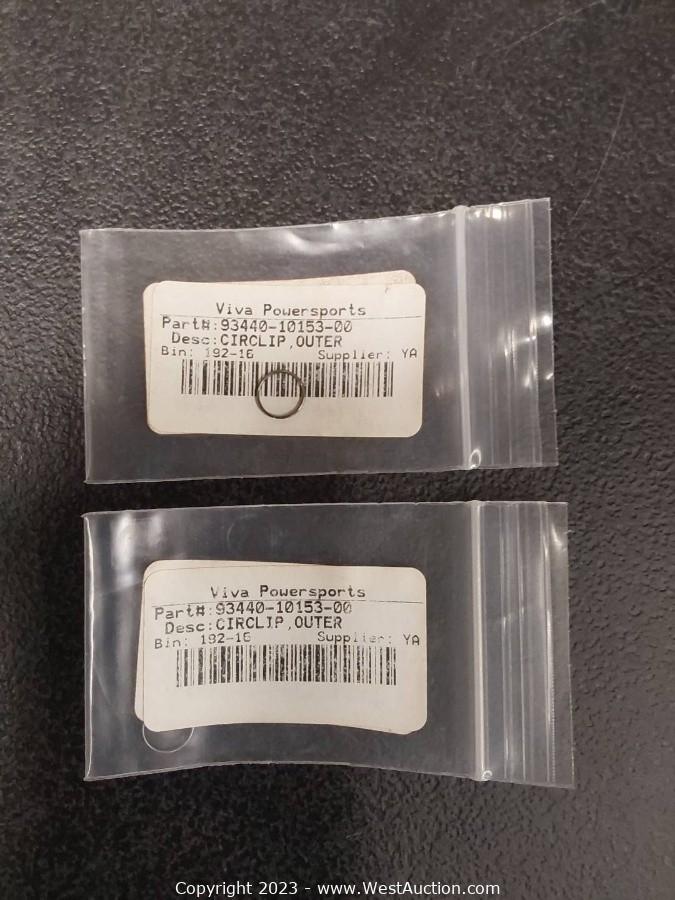 Viva Powersports
Part#:93440-10153-00
Desc:CIRCLIP,OUTER
Bin: 192-16 Supplier: YA
Viva Powersports
Part#:93440-10153-00
Desc:CIRCLIP,OUTER
Bin: 192-16 Supplier: YA
Copyright 2023 - www.WestAuction.com